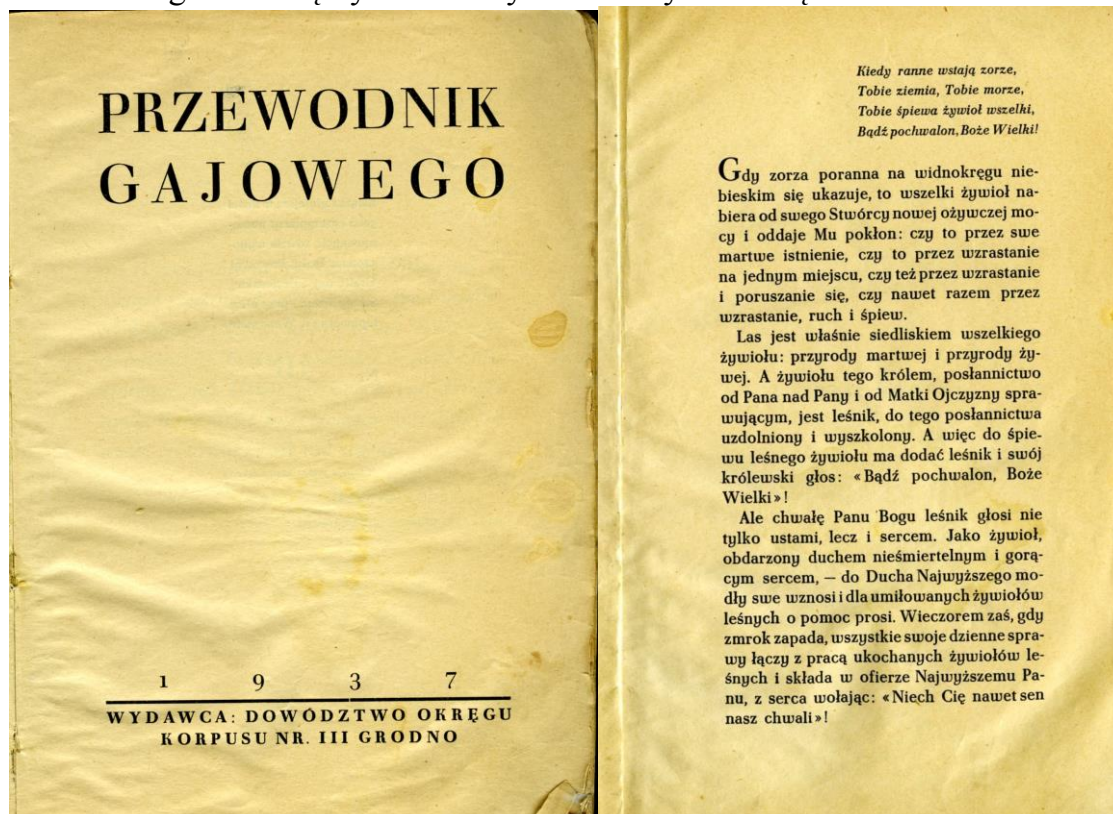 PRZEWODNIK
GAJOWEGO
1 9 3 7
WYDAWCA: DOWÓDZTWO OKRĘGU
KORPUSU NR. III GRODNO
Kiedy ranne wstają zorze,
Tobie ziemia, Tobie morze,
Tobie śpiewa żywioł wszelki,
Bądź pochwalon, Boże Wielki!
Gdy zorza poranna na widnokręgu nie-
bieskim się ukazuje, to wszelki żywioł na-
biera od swego Stwórcy nowej ożywczej mo-
cy i oddaje Mu pokłon: czy to przez swe
martwe istnienie, czy to przez wzrastanie
na jednym miejscu, czy też przez wzrastanie
i poruszanie się, czy nawet razem przez
wzrastanie, ruch i śpiew.
Las jest właśnie siedliskiem wszelkiego
żywiołu: przyrody martwej i przyrody ży-
wej. A żywiołu tego królem, posłannictwo
od Pana nad Pany i od Matki Ojczyzny spra-
wującym, jest leśnik, do tego posłannictwa
uzdolniony i wyszkolony. A więc do śpie-
wu leśnego żywiołu ma dodać leśnik i swój
królewski głos: «Bądź pochwalon, Boże
Wielki»!
Ale chwałę Panu Bogu leśnik głosi nie
tylko ustami, lecz i sercem. Jako żywioł,
obdarzony duchem nieśmiertelnym i gorą-
cym sercem, — do Ducha Najwyższego mo-
dły swe wznosi i dla umiłowanych żywiołów
leśnych o pomoc prosi. Wieczorem zaś, gdy
zmrok zapada, wszystkie swoje dzienne spra-
wy łączy z pracą ukochanych żywiołów le-
śnych i składa w ofierze Najwyższemu Pa-
nu, z serca wołając: «Niech Cię nawet sen
nasz chwali»!